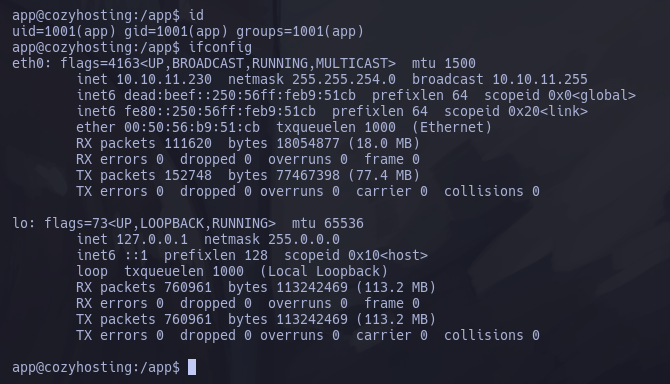 app@cozyhosting:/app$ id
uid=1001(app) gid=1001(app) groups=1001(app)
app@cozyhosting:/app$ ifconfig
eth0: flags=4163<UP,BROADCAST,RUNNING,MULTICAST>  mtu 1500
        inet 10.10.11.230  netmask 255.255.254.0  broadcast 10.10.11.255
        inet6 dead:beef::250:56ff:feb9:51cb  prefixlen 64  scopeid 0x0<global>
        inet6 fe80::250:56ff:feb9:51cb  prefixlen 64  scopeid 0x20<link>
        ether 00:50:56:b9:51:cb  txqueuelen 1000  (Ethernet)
        RX packets 111620  bytes 18054877 (18.0 MB)
        RX errors 0  dropped 0  overruns 0  frame 0
        TX packets 152748  bytes 77467398 (77.4 MB)
        TX errors 0  dropped 0 overruns 0  carrier 0  collisions 0

lo: flags=73<UP,LOOPBACK,RUNNING>  mtu 65536
        inet 127.0.0.1  netmask 255.0.0.0
        inet6 ::1  prefixlen 128  scopeid 0x10<host>
        loop  txqueuelen 1000  (Local Loopback)
        RX packets 760961  bytes 113242469 (113.2 MB)
        RX errors 0  dropped 0  overruns 0  frame 0
        TX packets 760961  bytes 113242469 (113.2 MB)
        TX errors 0  dropped 0 overruns 0  carrier 0  collisions 0

app@cozyhosting:/app$